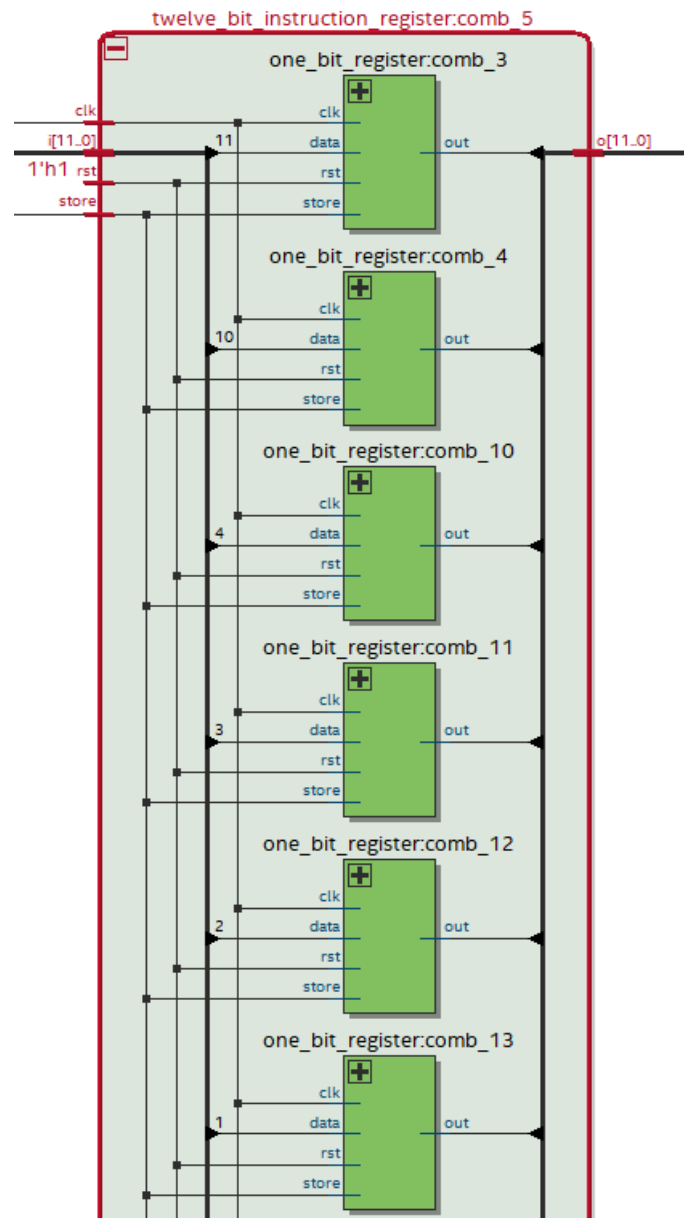 twelve_bit_instruction_register:comb_5
one_bit_register:comb_3
clk
clk
i[11..0]
11
data
out
o[11..0]
1'h1 rst
rst
store
store
one_bit_register:comb_4
clk
10
data
out
rst
store
one_bit_register:comb_10
clk
4
data
out
rst
store
one_bit_register:comb_11
clk
3
data
out
rst
store
one_bit_register:comb_12
clk
2
data
out
rst
store
one_bit_register:comb_13
clk
1
data
out
rst
store